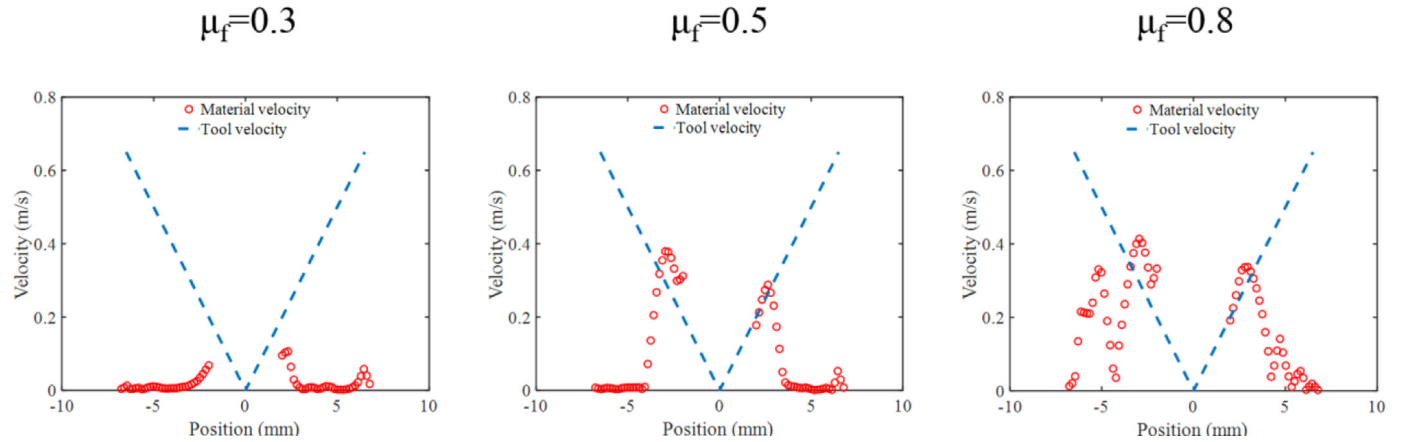 μf=0.3
μf=0.5
μf=0.8
0.8
0.6
0.4
0.2
0
-10
-5
0
5
10
Velocity (m/s)
Position (mm)
Material velocity
Tool velocity
0.8
0.6
0.4
0.2
0
-10
-5
0
5
10
Velocity (m/s)
Position (mm)
Material velocity
Tool velocity
0.8
0.6
0.4
0.2
0
-10
-5
0
5
10
Velocity (m/s)
Position (mm)
Material velocity
Tool velocity